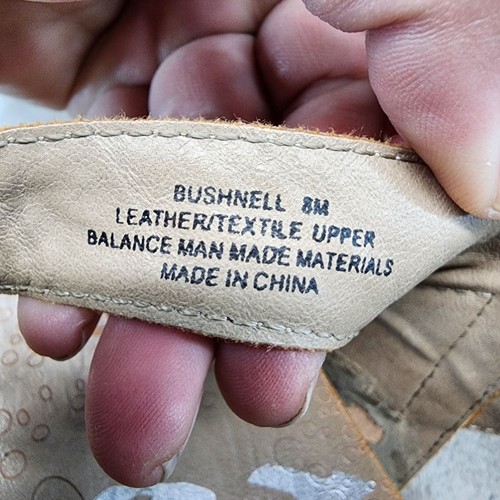 BUSHNELL 8M
LEATHER/TEXTILE UPPER
BALANCE MAN MADE MATERIALS
MADE IN CHINA